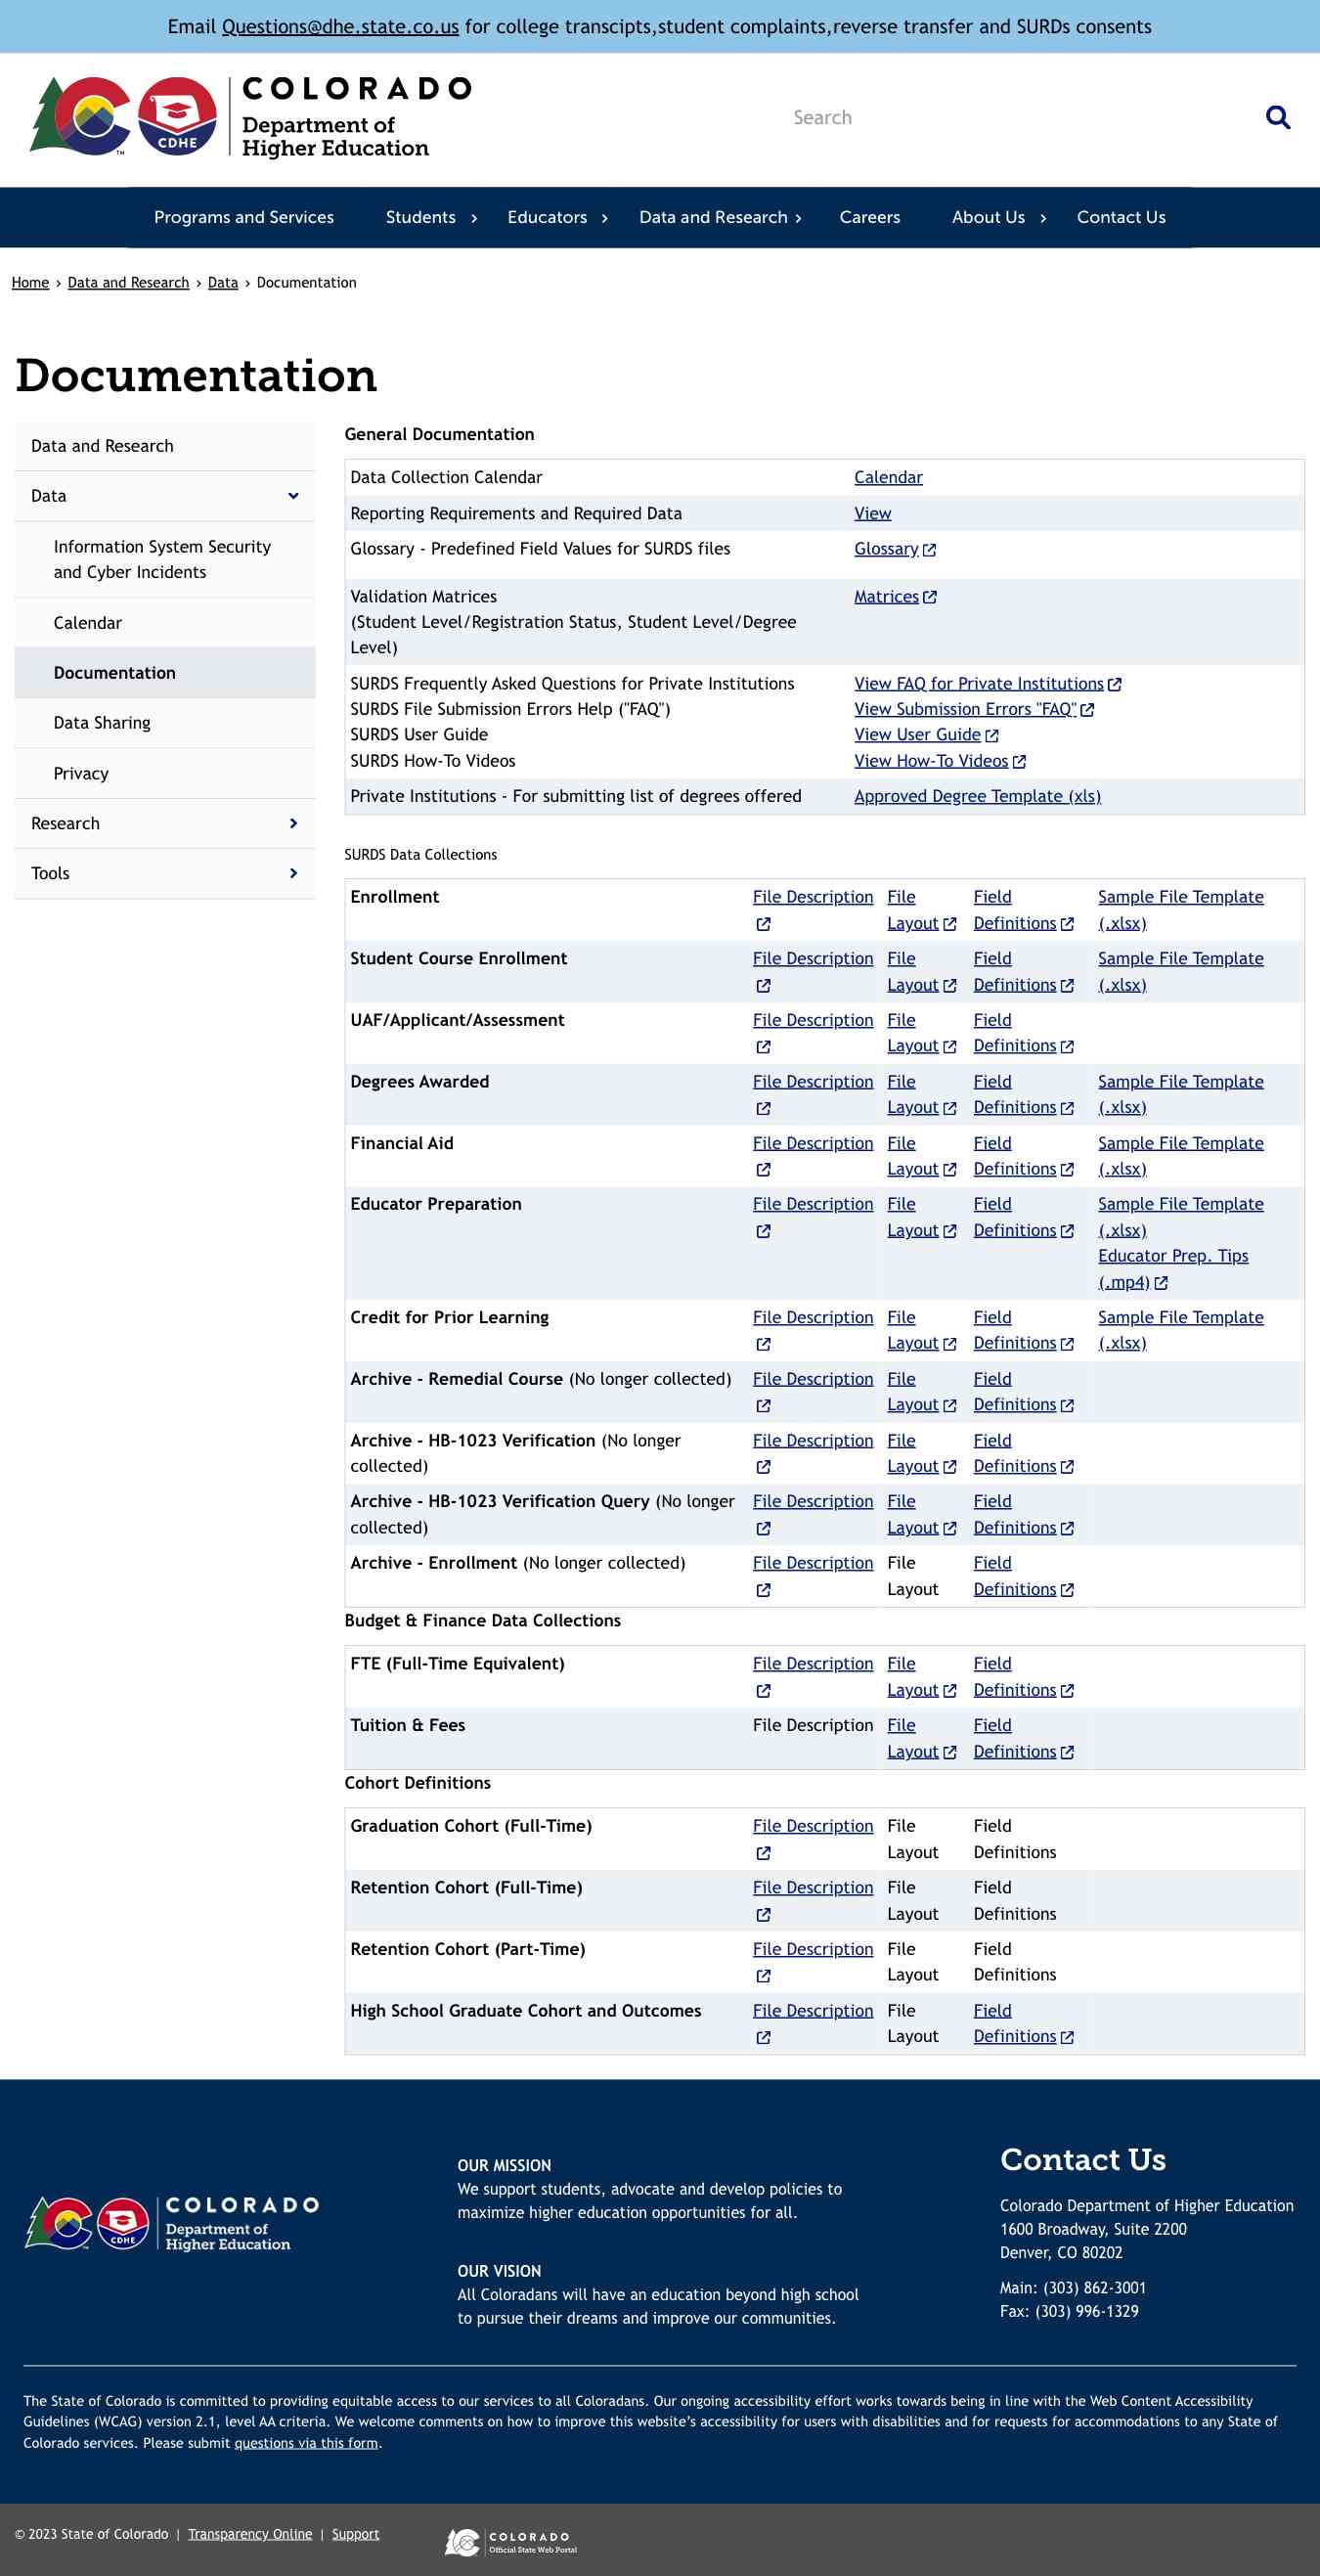 Email Questions@dhe.state.co.us for college transcipts,student complaints,reverse transfer and SURDs consents
COLORADO
Department of
Higher Education
CDHE
TM
Search
Programs and Services Students Educators Data and Research Careers About Us Contact Us
Home › Data and Research › Data › Documentation
Documentation
Data and Research
Data
Information System Security
and Cyber Incidents
Calendar
Documentation
Data Sharing
Privacy
Research
Tools
General Documentation
Data Collection Calendar Calendar
Reporting Requirements and Required Data View
Glossary - Predefined Field Values for SURDS files Glossary
Validation Matrices Matrices
(Student Level/Registration Status, Student Level/Degree
Level)
SURDS Frequently Asked Questions for Private Institutions View FAQ for Private Institutions
SURDS File Submission Errors Help ("FAQ") View Submission Errors "FAQ"
SURDS User Guide View User Guide
SURDS How-To Videos View How-To Videos
Private Institutions - For submitting list of degrees offered Approved Degree Template (xls)
SURDS Data Collections
Enrollment File Description File Field Sample File Template
Layout Definitions (.xlsx)
Student Course Enrollment File Description File Field Sample File Template
Layout Definitions (.xlsx)
UAF/Applicant/Assessment File Description File Field
Layout Definitions
Degrees Awarded File Description File Field Sample File Template
Layout Definitions (.xlsx)
Financial Aid File Description File Field Sample File Template
Layout Definitions (.xlsx)
Educator Preparation File Description File Field Sample File Template
Layout Definitions (.xlsx)
Educator Prep. Tips
(.mp4)
Credit for Prior Learning File Description File Field Sample File Template
Layout Definitions (.xlsx)
Archive - Remedial Course (No longer collected) File Description File Field
Layout Definitions
Archive - HB-1023 Verification (No longer File Description File Field
collected) Layout Definitions
Archive - HB-1023 Verification Query (No longer File Description File Field
collected) Layout Definitions
Archive - Enrollment (No longer collected) File Description File Field
Layout Definitions
Budget & Finance Data Collections
FTE (Full-Time Equivalent) File Description File Field
Layout Definitions
Tuition & Fees File Description File Field
Layout Definitions
Cohort Definitions
Graduation Cohort (Full-Time) File Description File Field
Layout Definitions
Retention Cohort (Full-Time) File Description File Field
Layout Definitions
Retention Cohort (Part-Time) File Description File Field
Layout Definitions
High School Graduate Cohort and Outcomes File Description File Field
Layout Definitions
COLORADO
Department of
Higher Education
CDHE
OUR MISSION
We support students, advocate and develop policies to
maximize higher education opportunities for all.
OUR VISION
All Coloradans will have an education beyond high school
to pursue their dreams and improve our communities.
Contact Us
Colorado Department of Higher Education
1600 Broadway, Suite 2200
Denver, CO 80202
Main: (303) 862-3001
Fax: (303) 996-1329
The State of Colorado is committed to providing equitable access to our services to all Coloradans. Our ongoing accessibility effort works towards being in line with the Web Content Accessibility
Guidelines (WCAG) version 2.1, level AA criteria. We welcome comments on how to improve this website’s accessibility for users with disabilities and for requests for accommodations to any State of
Colorado services. Please submit questions via this form.
© 2023 State of Colorado | Transparency Online | Support
COLORADO
Official State Web Portal